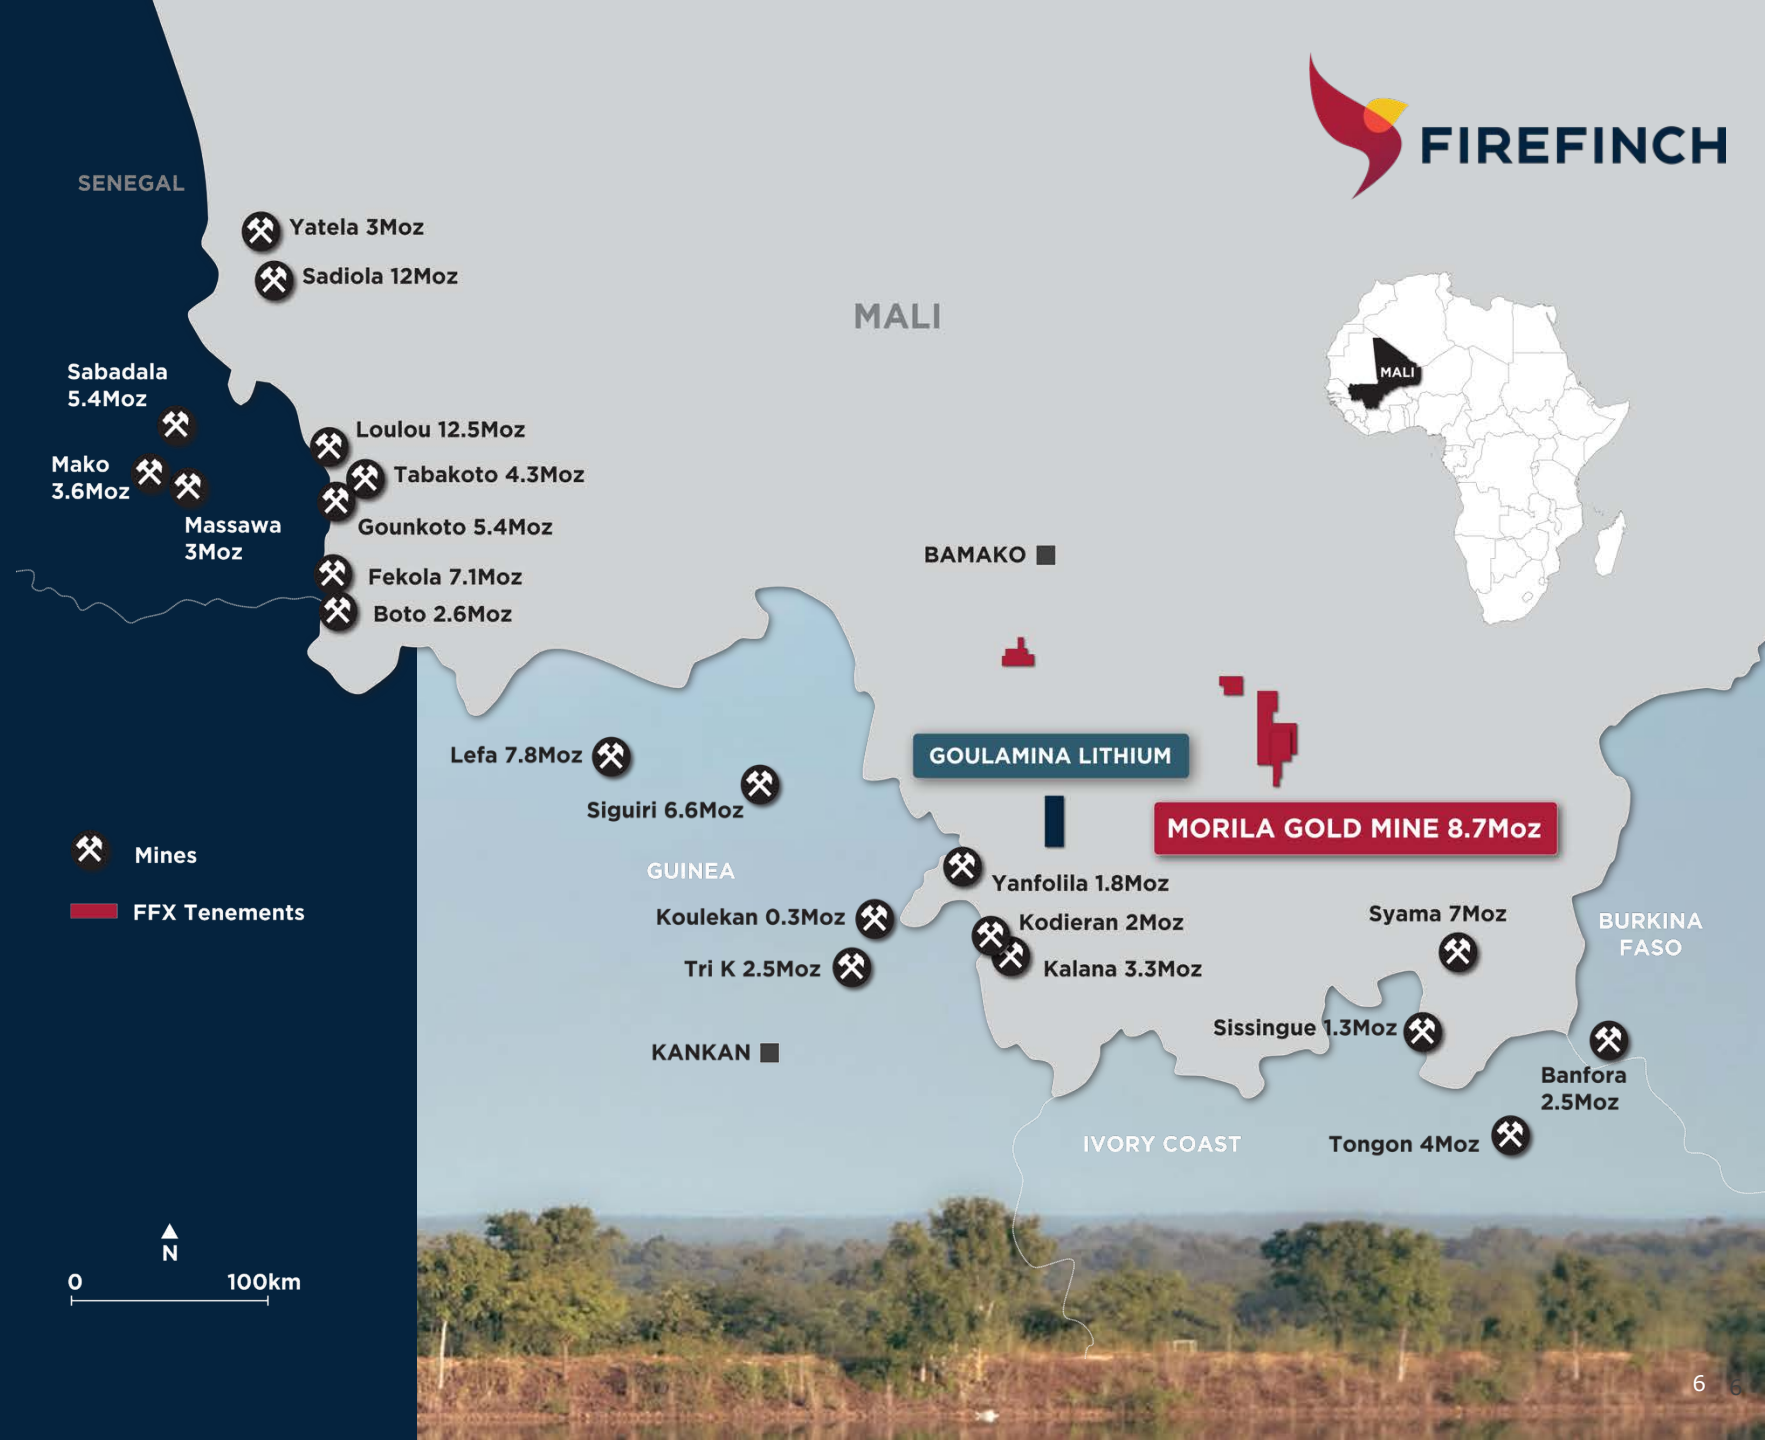 FIREFINCH
SENEGAL
Yatela 3Moz
Sadiola 12Moz
MALI
MALI
Sabadala
5.4Moz
Loulou 12.5Moz
Mako
3.6Moz
Tabakoto 4.3Moz
Massawa
3Moz
Gounkoto 5.4Moz
BAMAKO
Fekola 7.1Moz
Boto 2.6Moz
Lefa 7.8Moz
GOULAMINA LITHIUM
Siguiri 6.6Moz
MORILA GOLD MINE 8.7Moz
Mines
GUINEA
Yanfolila 1.8Moz
FFX Tenements
Koulekan 0.3Moz
Kodieran 2Moz
Syama 7Moz
BURKINA
FASO
Tri K 2.5Moz
Kalana 3.3Moz
Sissingue 1.3Moz
KANKAN
Banfora
2.5Moz
IVORY COAST
Tongon 4Moz
N
0 100km
6 6